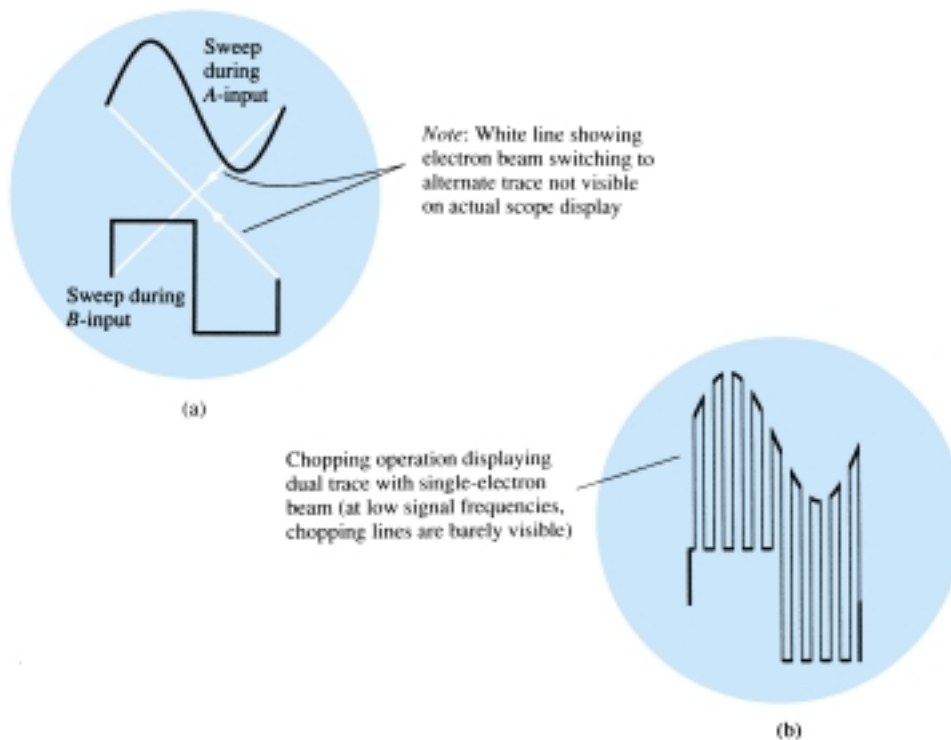 Sweep
during
A-input
Note: White line showing
electron beam switching to
alternate trace not visible
on actual scope display
Sweep during
B-input
(a)
Chopping operation displaying
dual trace with single-electron
beam (at low signal frequencies,
chopping lines are barely visible)
(b)